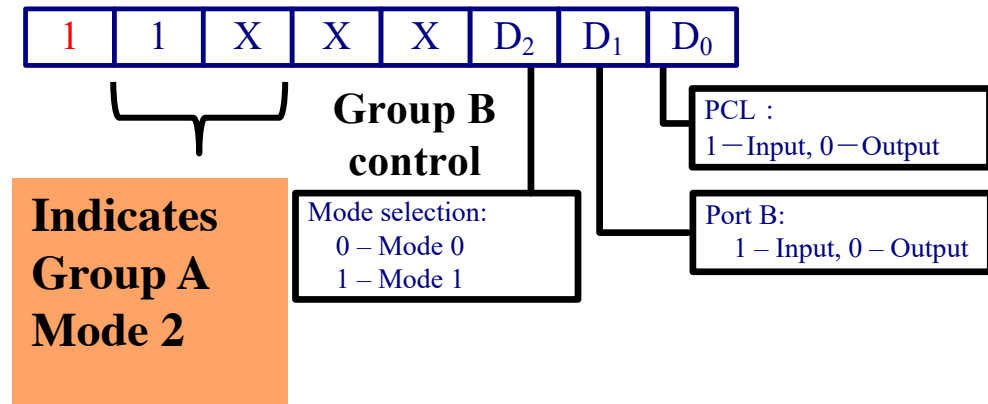 1 1 X X X D₂ D₁ D₀
Group B
control
PCL：
1－Input, 0－Output
Indicates
Group A
Mode 2
Mode selection:
0 – Mode 0
1 – Mode 1
Port B:
1 – Input, 0 – Output